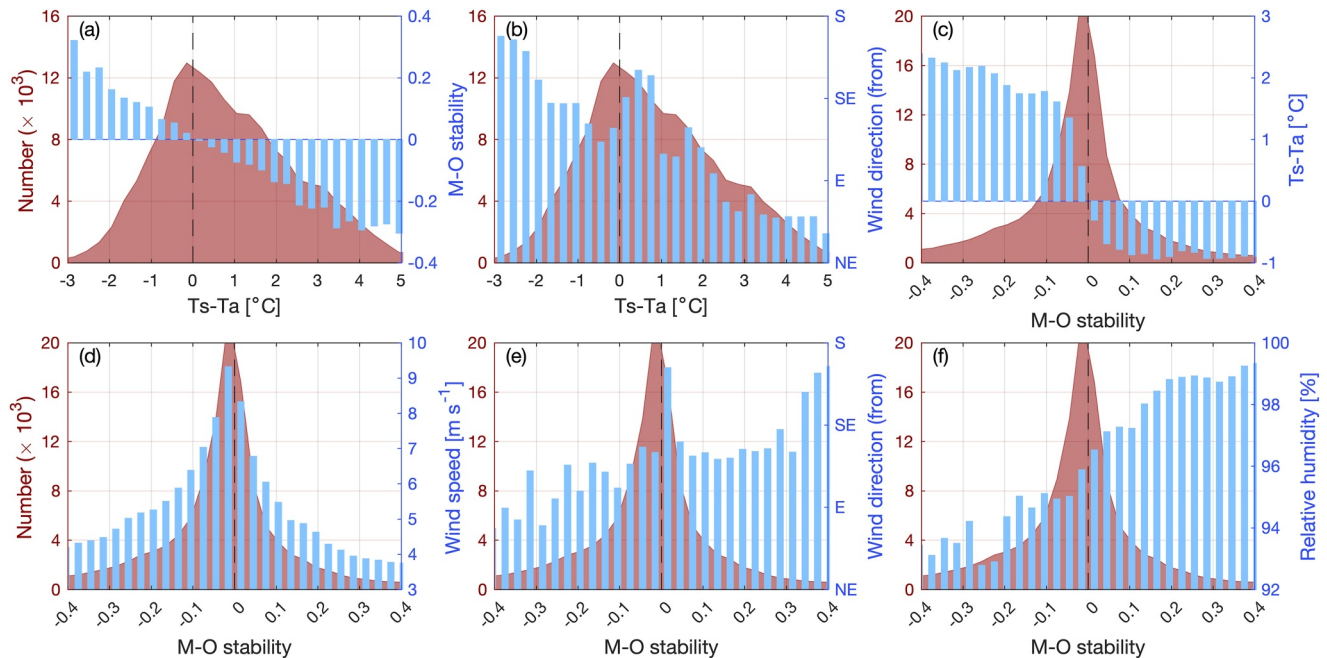 (a)
16
12
8
4
0
Number (× 10³)
0.4
0.2
0
-0.2
-0.4
M-O stability
-3 -2 -1 0 1 2 3 4 5
Ts-Ta [°C]
(b)
16
12
8
4
0
S
SE
E
NE
Wind direction (from)
-3 -2 -1 0 1 2 3 4 5
Ts-Ta [°C]
(c)
20
16
12
8
4
0
3
2
1
0
-1
Ts-Ta [°C]
-0.4 -0.3 -0.2 -0.1 0 0.1 0.2 0.3 0.4
M-O stability
(d)
20
16
12
8
4
0
Number (× 10³)
10
9
8
7
6
5
4
3
Wind speed [m s⁻¹]
-0.4 -0.3 -0.2 -0.1 0 0.1 0.2 0.3 0.4
M-O stability
(e)
20
16
12
8
4
0
S
SE
E
NE
Wind direction (from)
-0.4 -0.3 -0.2 -0.1 0 0.1 0.2 0.3 0.4
M-O stability
(f)
20
16
12
8
4
0
100
98
96
94
92
Relative humidity [%]
-0.4 -0.3 -0.2 -0.1 0 0.1 0.2 0.3 0.4
M-O stability